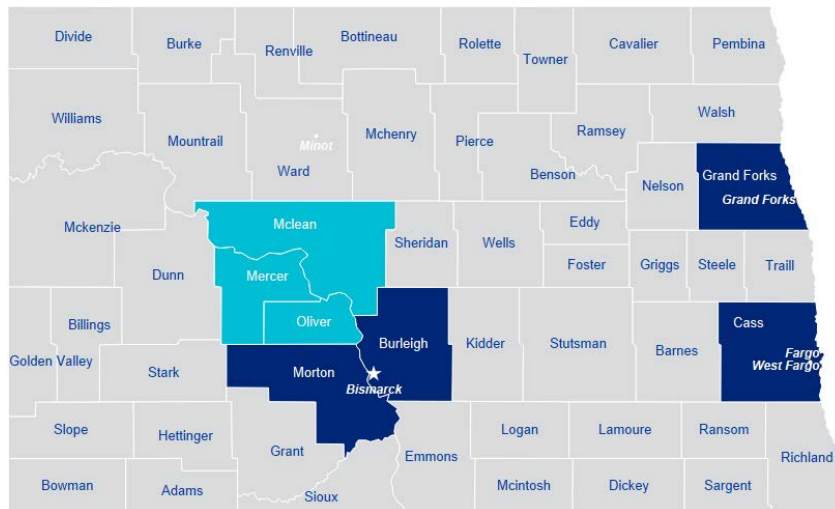 Divide
Burke
Renville
Bottineau
Rolette
Towner
Cavalier
Pembina
Williams
Mountrail
Minot
Ward
Mchenry
Pierce
Benson
Ramsey
Walsh
Nelson
Grand Forks
Grand Forks
Mckenzie
Dunn
Mclean
Mercer
Oliver
Sheridan
Wells
Eddy
Foster
Griggs
Steele
Traill
Golden Valley
Billings
Stark
Morton
Burleigh
Bismarck
Kidder
Stutsman
Barnes
Cass
Fargo
West Fargo
Slope
Hettinger
Grant
Emmons
Logan
Lamoure
Ransom
Richland
Bowman
Adams
Sioux
Mcintosh
Dickey
Sargent